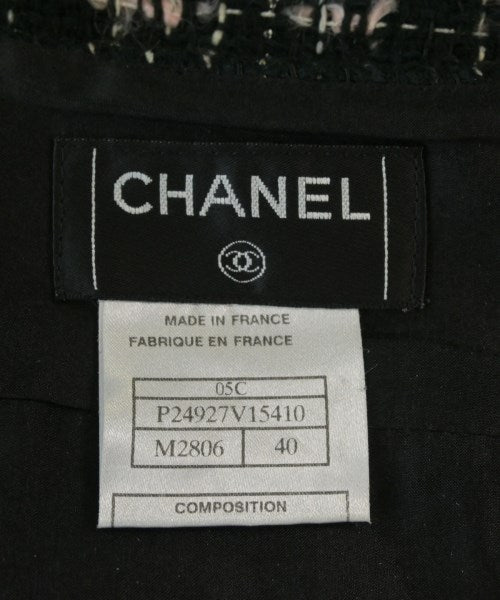 CHANEL
MADE IN FRANCE
FABRIQUE EN FRANCE
05C
P24927V15410
M2806 40
COMPOSITION